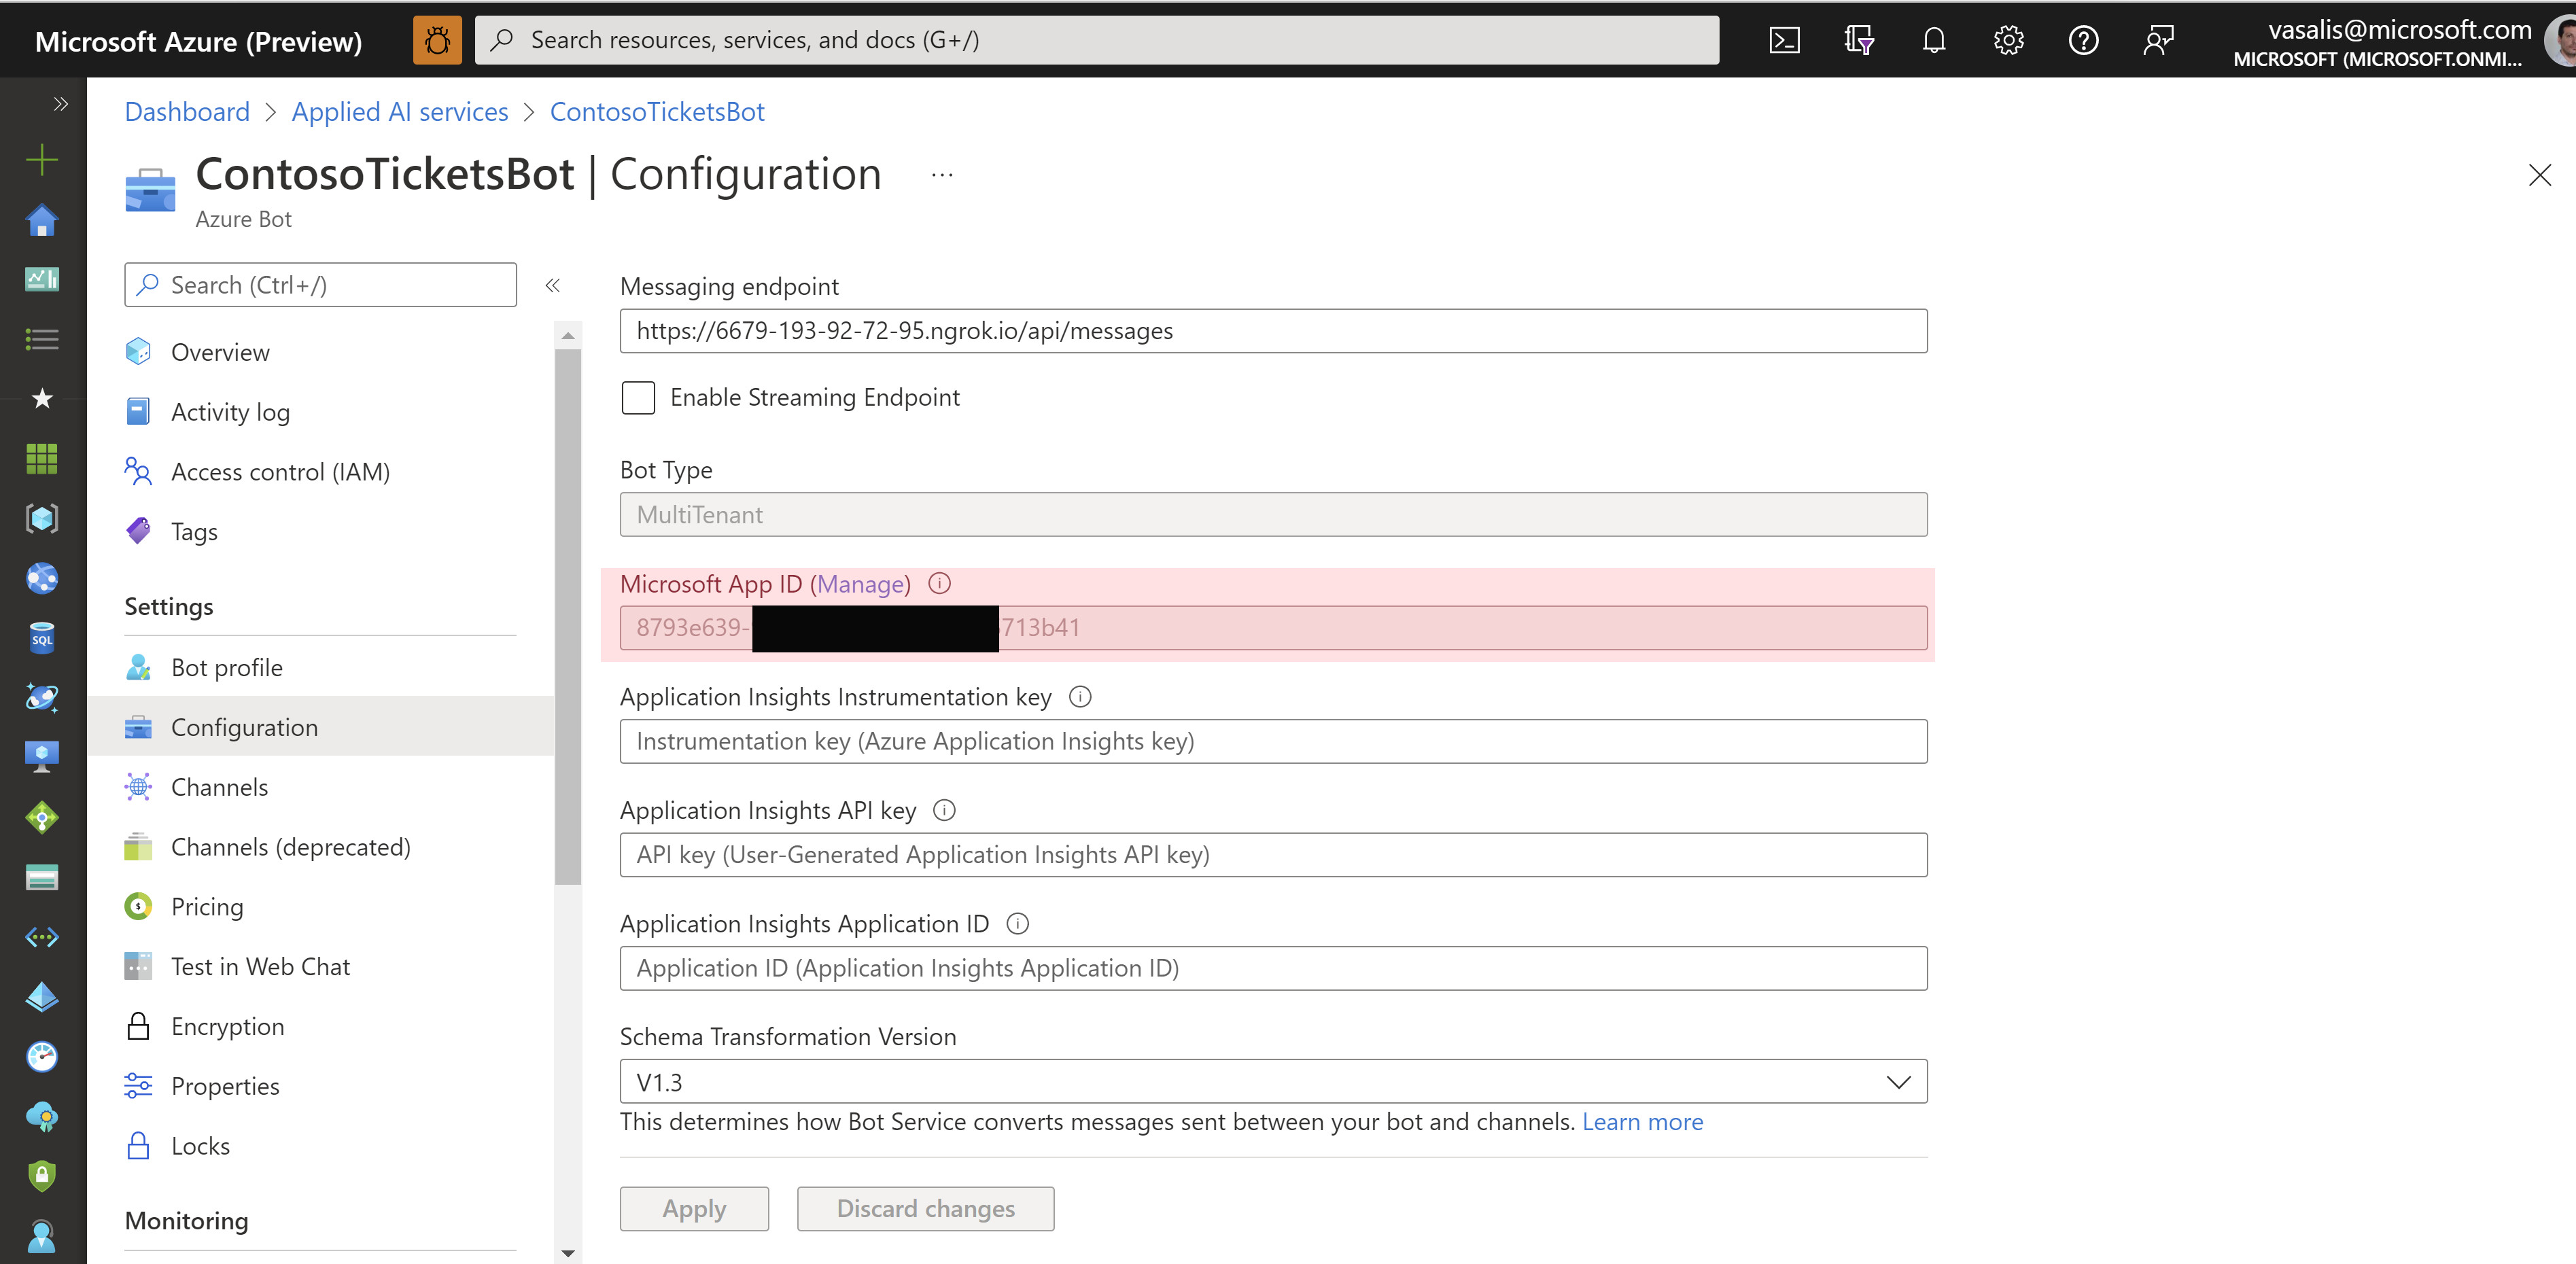 Microsoft Azure (Preview)
Search resources, services, and docs (G+/)
vasalis@microsoft.com
MICROSOFT (MICROSOFT.ONMI...
Dashboard > Applied AI services > ContosoTicketsBot
ContosoTicketsBot | Configuration ...
Azure Bot
Search (Ctrl+/)
Overview
Activity log
Access control (IAM)
Tags
Settings
Bot profile
Configuration
Channels
Channels (deprecated)
Pricing
Test in Web Chat
Encryption
Properties
Locks
Monitoring
Messaging endpoint
https://6679-193-92-72-95.ngrok.io/api/messages
Enable Streaming Endpoint
Bot Type
MultiTenant
Microsoft App ID (Manage)
8793e639- 713b41
Application Insights Instrumentation key
Instrumentation key (Azure Application Insights key)
Application Insights API key
API key (User-Generated Application Insights API key)
Application Insights Application ID
Application ID (Application Insights Application ID)
Schema Transformation Version
V1.3
This determines how Bot Service converts messages sent between your bot and channels. Learn more
Apply
Discard changes
SQL